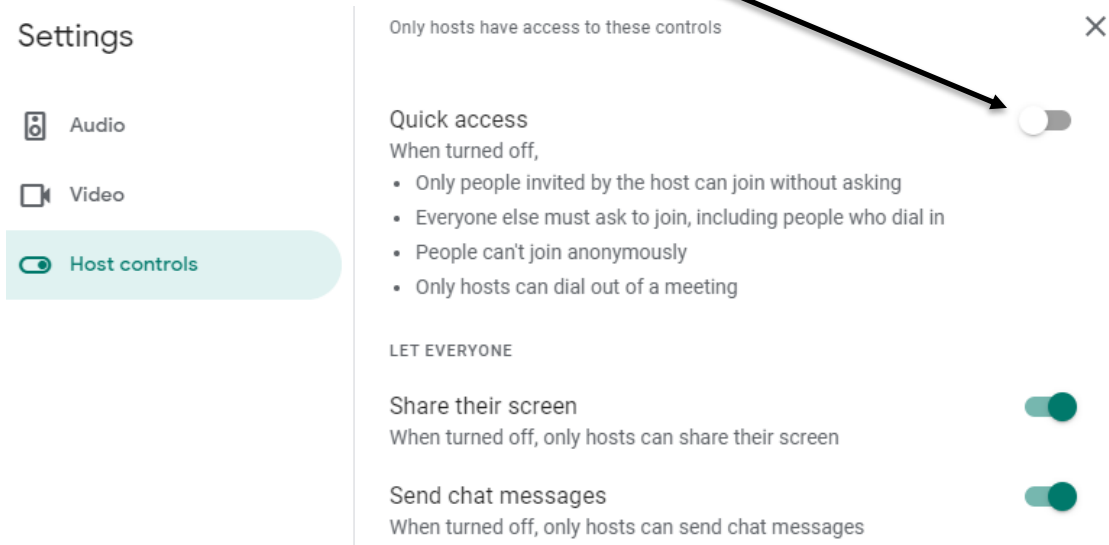 Settings
Audio
Video
Host controls
Only hosts have access to these controls
Quick access
When turned off,
• Only people invited by the host can join without asking
• Everyone else must ask to join, including people who dial in
• People can't join anonymously
• Only hosts can dial out of a meeting
LET EVERYONE
Share their screen
When turned off, only hosts can share their screen
Send chat messages
When turned off, only hosts can send chat messages